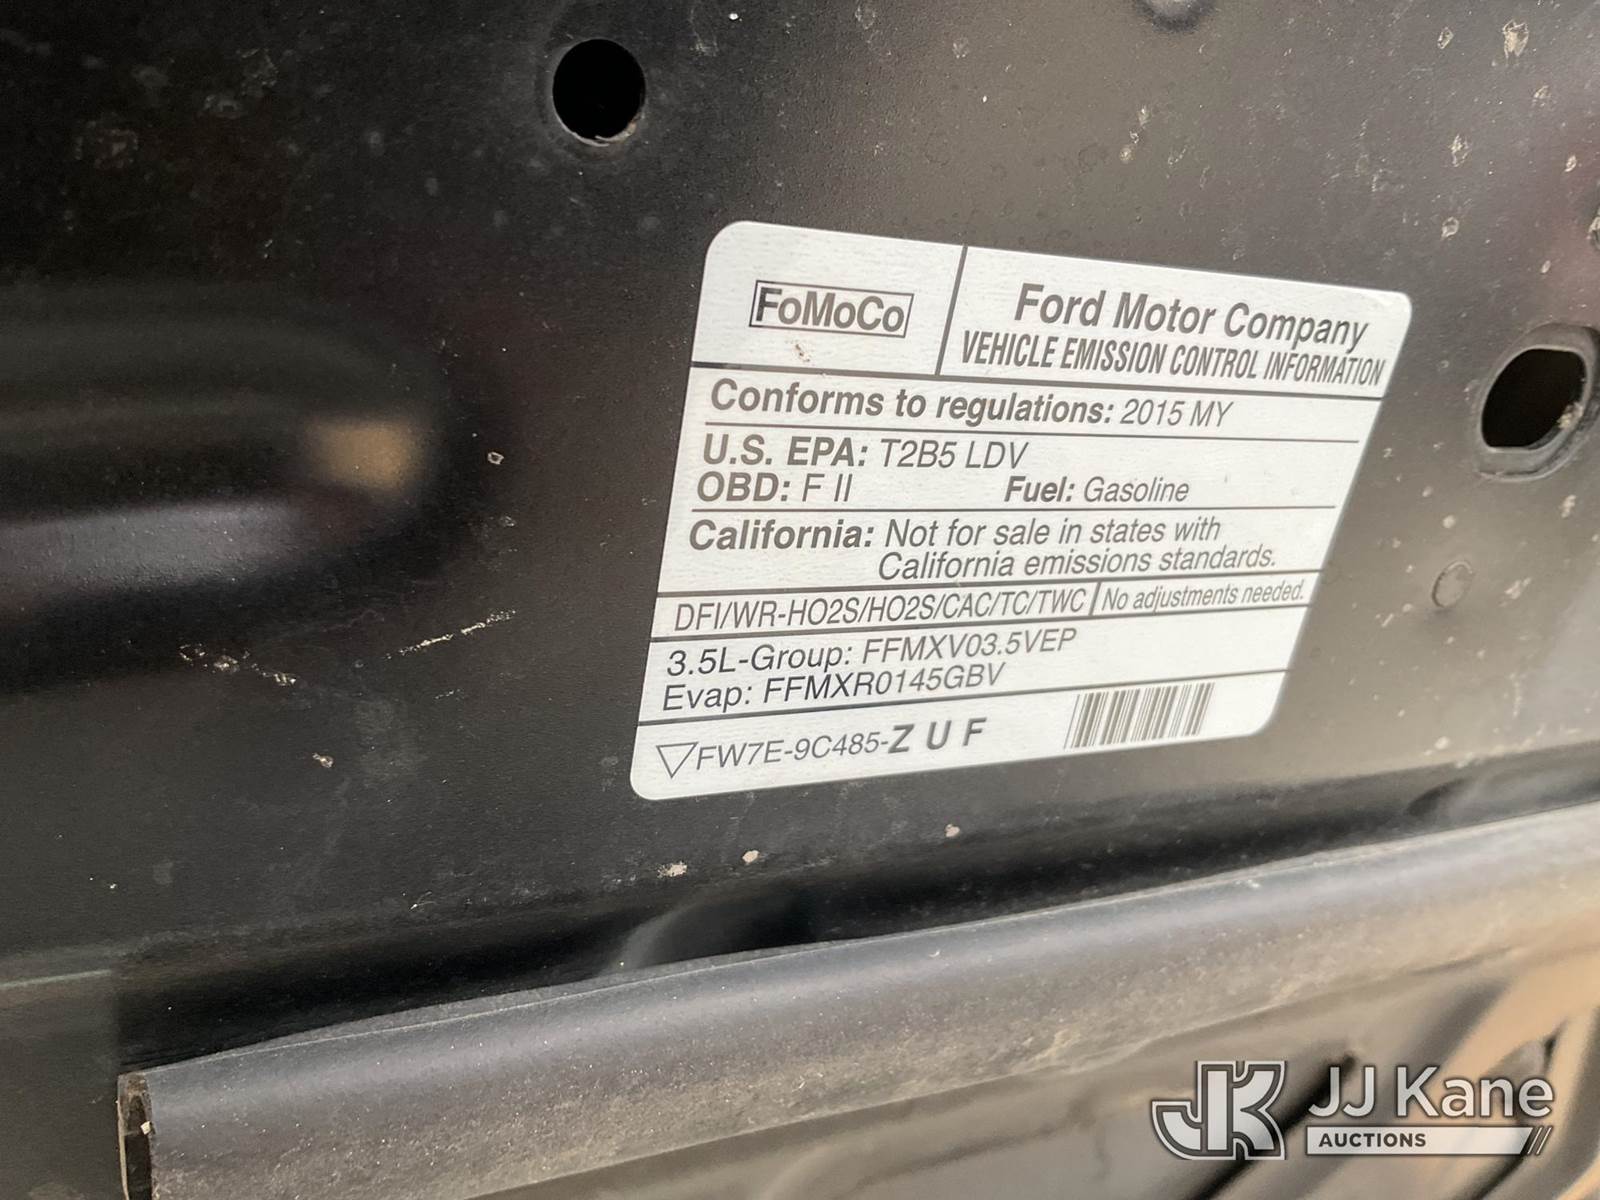 FoMoCo
Ford Motor Company
VEHICLE EMISSION CONTROL INFORMATION
Conforms to regulations: 2015 MY
U.S. EPA: T2B5 LDV
OBD: F II Fuel: Gasoline
California: Not for sale in states with
California emissions standards.
DFI/WR-HO2S/HO2S/CAC/TC/TWC No adjustments needed.
3.5L-Group: FFMXV03.5VEP
Evap: FFMXR0145GBV
FW7E-9C485-ZUF
JK JJ Kane
AUCTIONS